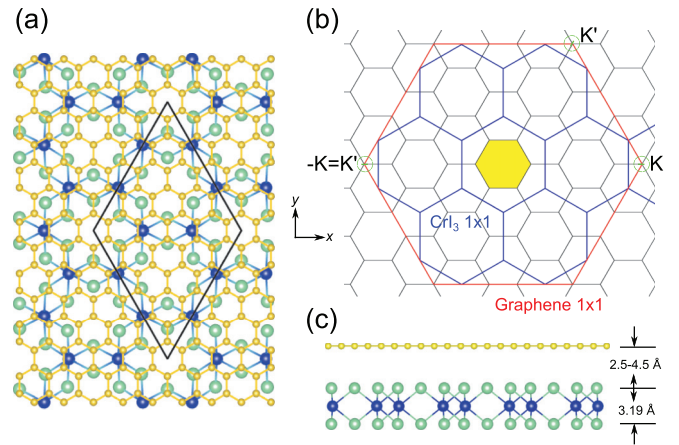 (a)
(b)
K'
-K=K'
K
y
x
CrI₃ 1x1
Graphene 1x1
(c)
2.5-4.5 Å
3.19 Å